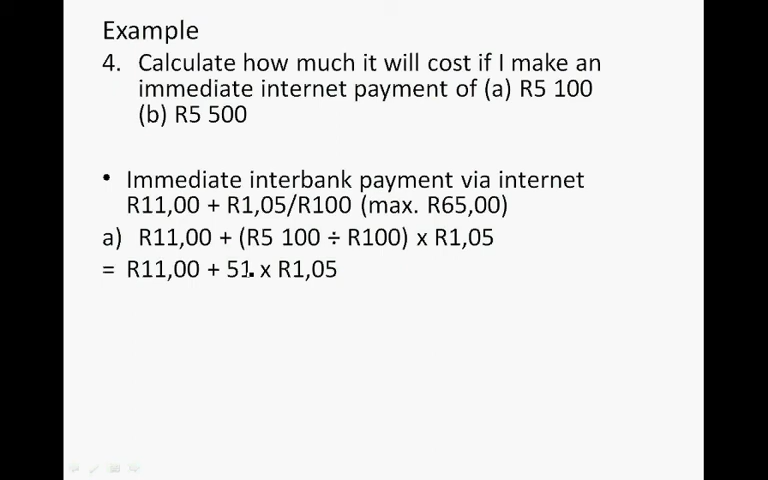 Example
4. Calculate how much it will cost if I make an
immediate internet payment of (a) R5 100
(b) R5 500
• Immediate interbank payment via internet
R11,00 + R1,05/R100 (max. R65,00)
a) R11,00 + (R5 100 ÷ R100) x R1,05
= R11,00 + 51 x R1,05